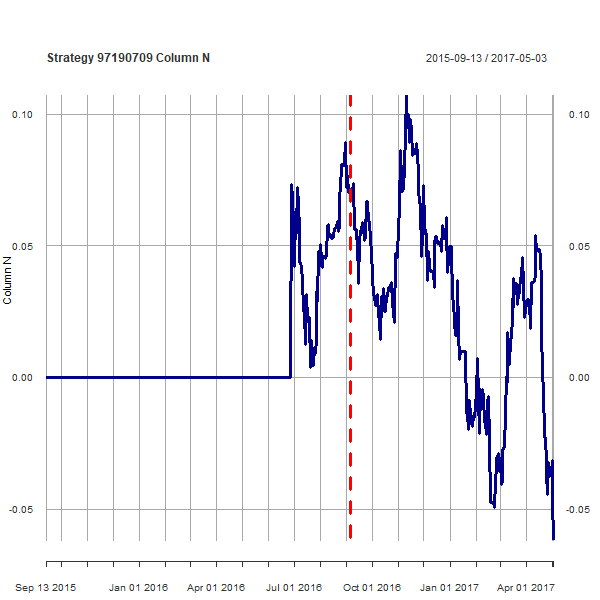 Strategy 97190709 Column N
2015-09-13 / 2017-05-03
0.10
0.10
0.05
0.05
Column N
0.00
0.00
-0.05
-0.05
Sep 13 2015
Jan 01 2016
Apr 01 2016
Jul 01 2016
Oct 01 2016
Jan 01 2017
Apr 01 2017